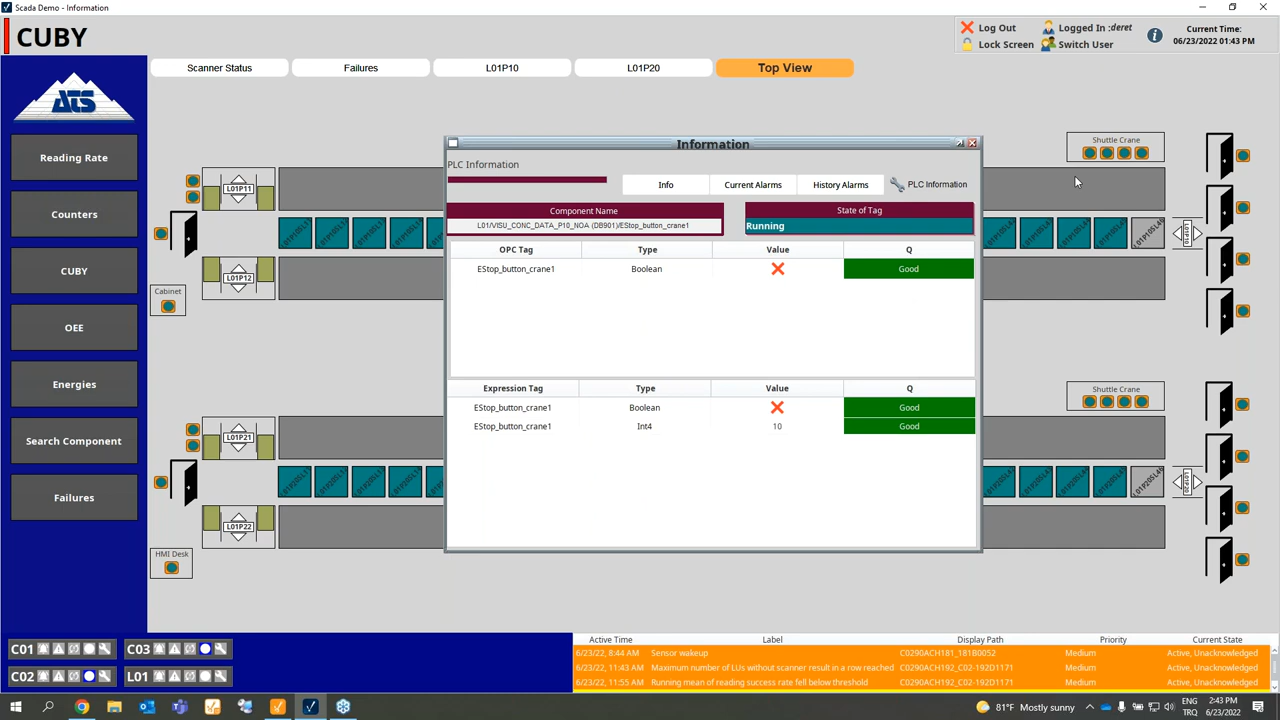 Scada Demo - Information
CUBY
Log Out
Logged In :deret
Lock Screen
Switch User
Current Time:
06/23/2022 01:43 PM
Scanner Status
Failures
L01P10
L01P20
Top View
ATS
Reading Rate
Counters
CUBY
OEE
Energies
Search Component
Failures
L01P11
L01P12
Cabinet
L01P21
L01P22
HMI Desk
Shuttle Crane
L01P10
Shuttle Crane
L01P20
Information
PLC Information
Info
Current Alarms
History Alarms
PLC Information
Component Name
State of Tag
L01/VISU_CONC_DATA_P10_NOA (DB901)/EStop_button_crane1
Running
OPC Tag Type Value Q
EStop_button_crane1 Boolean Good
Expression Tag Type Value Q
EStop_button_crane1 Boolean Good
EStop_button_crane1 Int4 10 Good
C01
C03
C02
L01
Active Time Label Display Path Priority Current State
6/23/22, 8:44 AM Sensor wakeup C0290ACH181_181B0052 Medium Active, Unacknowledged
6/23/22, 11:43 AM Maximum number of LUs without scanner result in a row reached C0290ACH192_C02-192D1171 Medium Active, Unacknowledged
6/23/22, 11:55 AM Running mean of reading success rate fell below threshold C0290ACH192_C02-192D1171 Medium Active, Unacknowledged
81°F Mostly sunny
ENG
TRQ
2:43 PM
6/23/2022